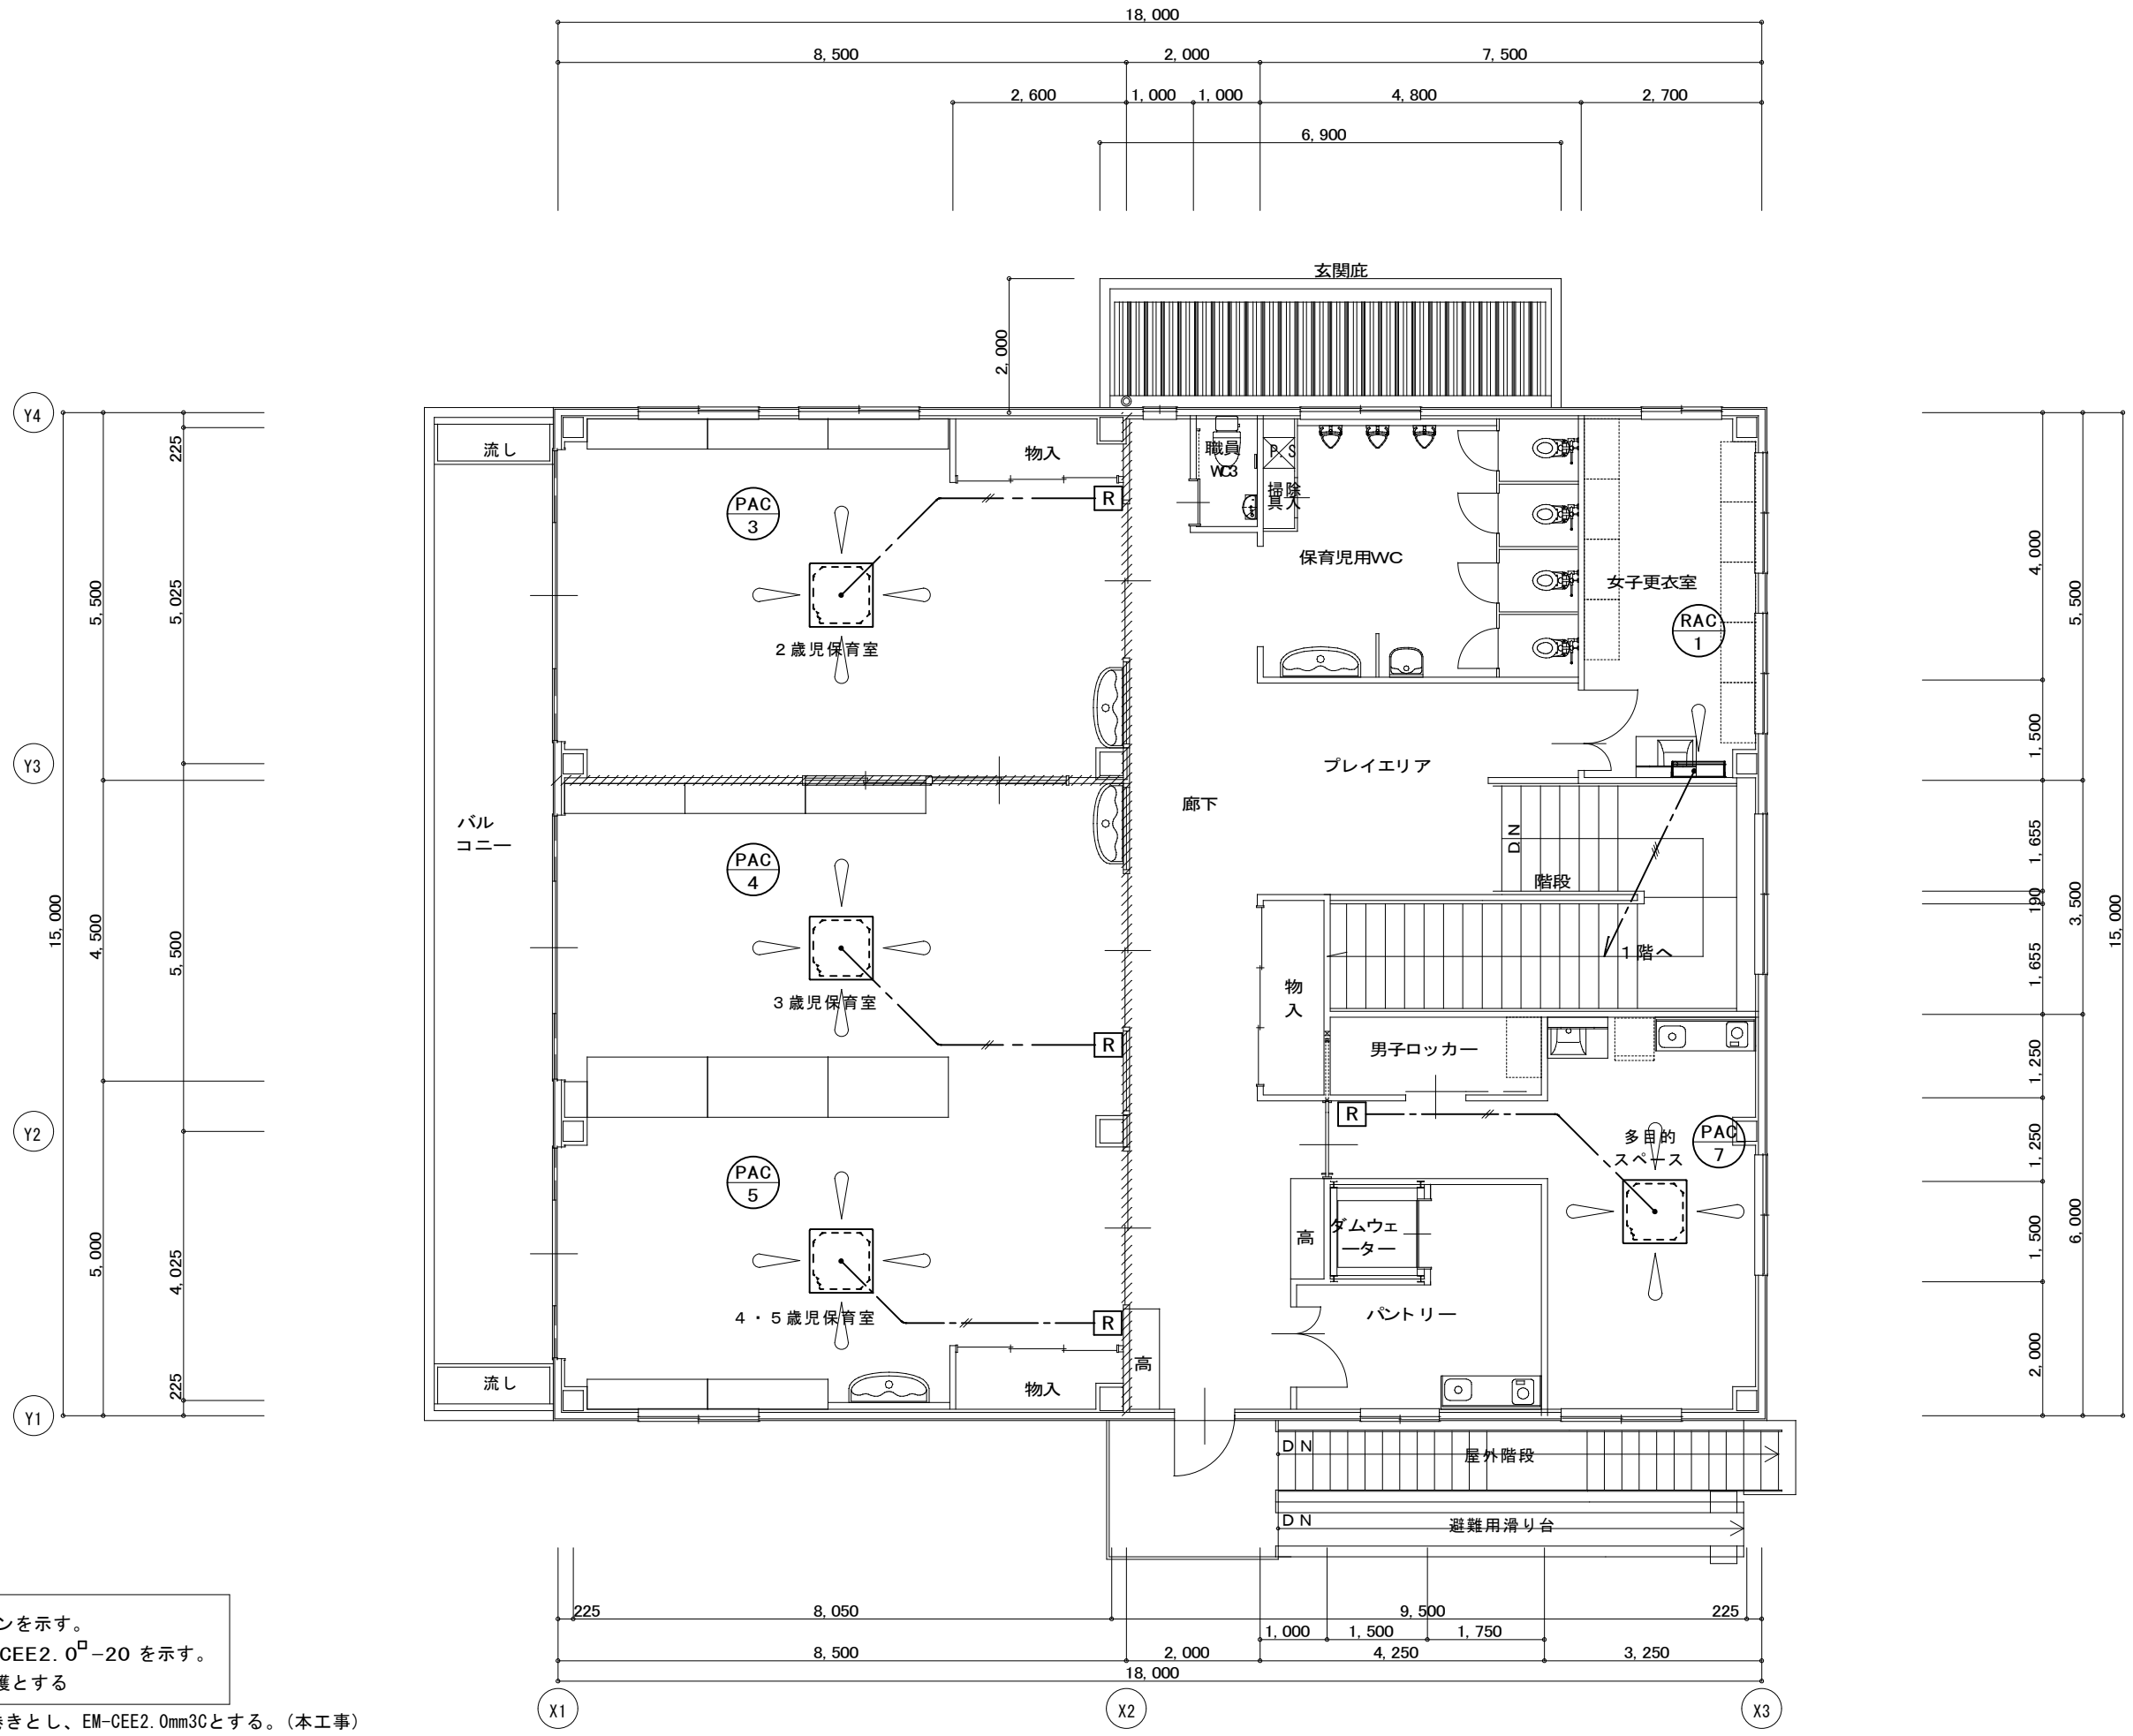 18,000
8,500 2,000 7,500
2,600 1,000 1,000 4,800 2,700
6,900
玄関庇
2,000
Y4
Y3
Y2
Y1
15,000
5,500
4,500
5,000
225
5,025
5,500
4,025
225
流し
バル
コニー
流し
物入
PAC
3
R
2歳児保育室
PAC
4
3歳児保育室
R
PAC
5
4・5歳児保育室
R
物入
職員
WC3
P.S
掃除
具入
保育児用WC
女子更衣室
RAC
1
プレイエリア
廊下
DN
階段
1階へ
物
入
男子ロッカー
R
多目的
スペース
PAC
7
高
ダムウェ
ーター
パントリー
高
DN
屋外階段
DN
避難用滑り台
4,000
1,500
1,655
190
1,655
1,250
1,250
1,500
2,000
5,500
3,500
6,000
15,000
225 8,050 9,500 225
1,000 1,500 1,750
8,500 2,000 4,250 3,250
18,000
X1 X2 X3
ンを示す。
CEE2.0□-20 を示す。
護とする
きとし、EM-CEE2.0mm3Cとする。(本工事)